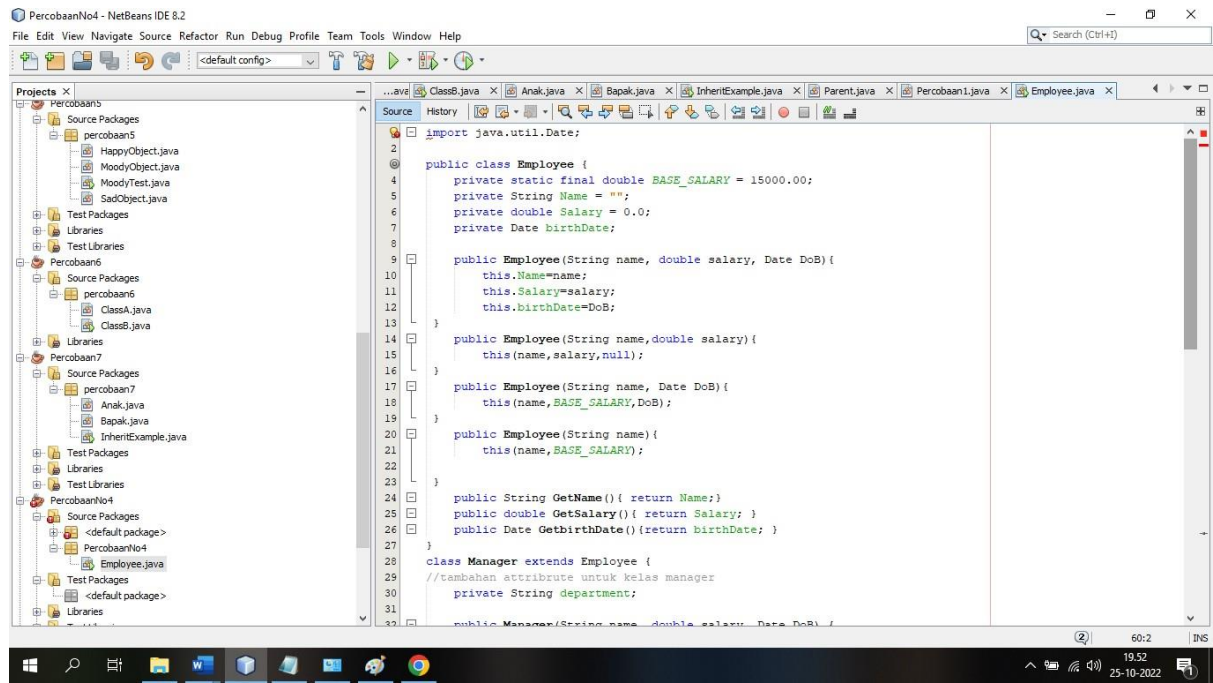 PercobaanNo4 - NetBeans IDE 8.2
File Edit View Navigate Source Refactor Run Debug Profile Team Tools Window Help
Search (Ctrl+I)
<default config>
Projects
Percobaan5
Source Packages
percobaan5
HappyObject.java
MoodyObject.java
MoodyTest.java
SadObject.java
Test Packages
Libraries
Test Libraries
Percobaan6
Source Packages
percobaan6
ClassA.java
ClassB.java
Libraries
Percobaan7
Source Packages
percobaan7
Anak.java
Bapak.java
InheritExample.java
Test Packages
Libraries
Test Libraries
PercobaanNo4
Source Packages
<default package>
PercobaanNo4
Employee.java
Test Packages
<default package>
Libraries
...ava ClassB.java Anak.java Bapak.java InheritExample.java Parent.java Percobaan1.java Employee.java
Source History
import java.util.Date;
2
public class Employee {
4 private static final double BASE_SALARY = 15000.00;
5 private String Name = "";
6 private double Salary = 0.0;
7 private Date birthDate;
8
9 public Employee(String name, double salary, Date DoB){
10 this.Name=name;
11 this.Salary=salary;
12 this.birthDate=DoB;
13 }
14 public Employee(String name,double salary){
15 this(name,salary,null);
16 }
17 public Employee(String name, Date DoB){
18 this(name,BASE_SALARY,DoB);
19 }
20 public Employee(String name){
21 this(name,BASE_SALARY);
22
23 }
24 public String GetName(){ return Name;}
25 public double GetSalary(){ return Salary; }
26 public Date GetbirthDate(){return birthDate; }
27 }
28 class Manager extends Employee {
29 //tambahan attribrute untuk kelas manager
30 private String department;
31
32 public Manager(String name, double salary, Date DoB) {
2 60:2 INS
19.52
25-10-2022